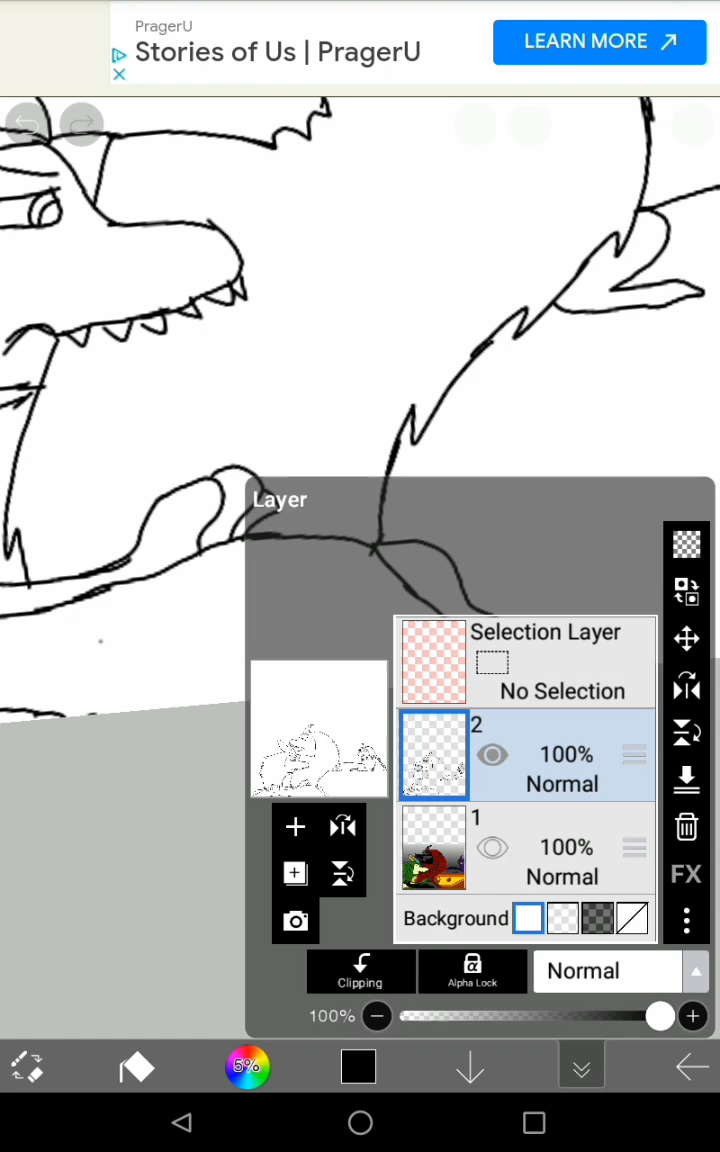 PragerU
Stories of Us | PragerU
LEARN MORE
Layer
Selection Layer
No Selection
2
100%
Normal
1
100%
Normal
FX
Background
Clipping
α
Alpha Lock
Normal
100%
5%